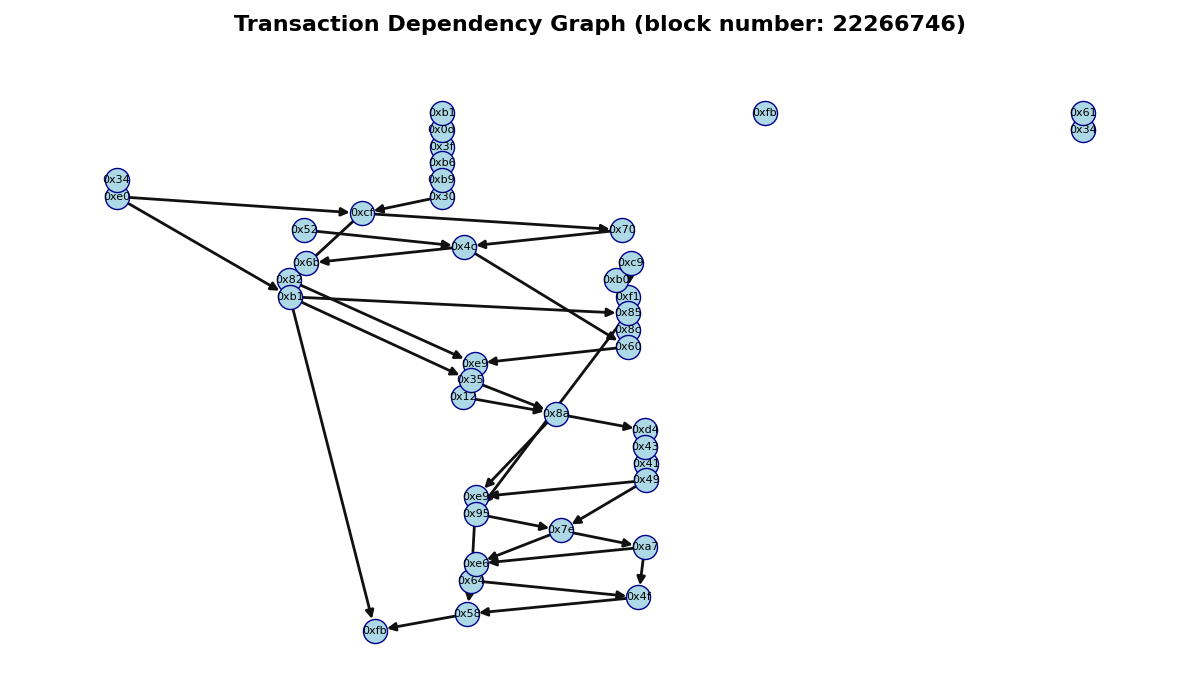 Transaction Dependency Graph (block number: 22266746)
0xb1
0xfb
0x61
0x0d
0x34
0x3f
0xb6
0x34
0xb9
0xe0
0x30
0xcf
0x52
0x70
0x4c
0x6b
0xc9
0x82
0xb0
0xb1
0xf1
0x85
0x8c
0x60
0xe9
0x35
0x12
0x8a
0xd4
0x43
0x41
0x49
0xe9
0x95
0x7e
0xa7
0xe6
0x64
0x4f
0x58
0xfb